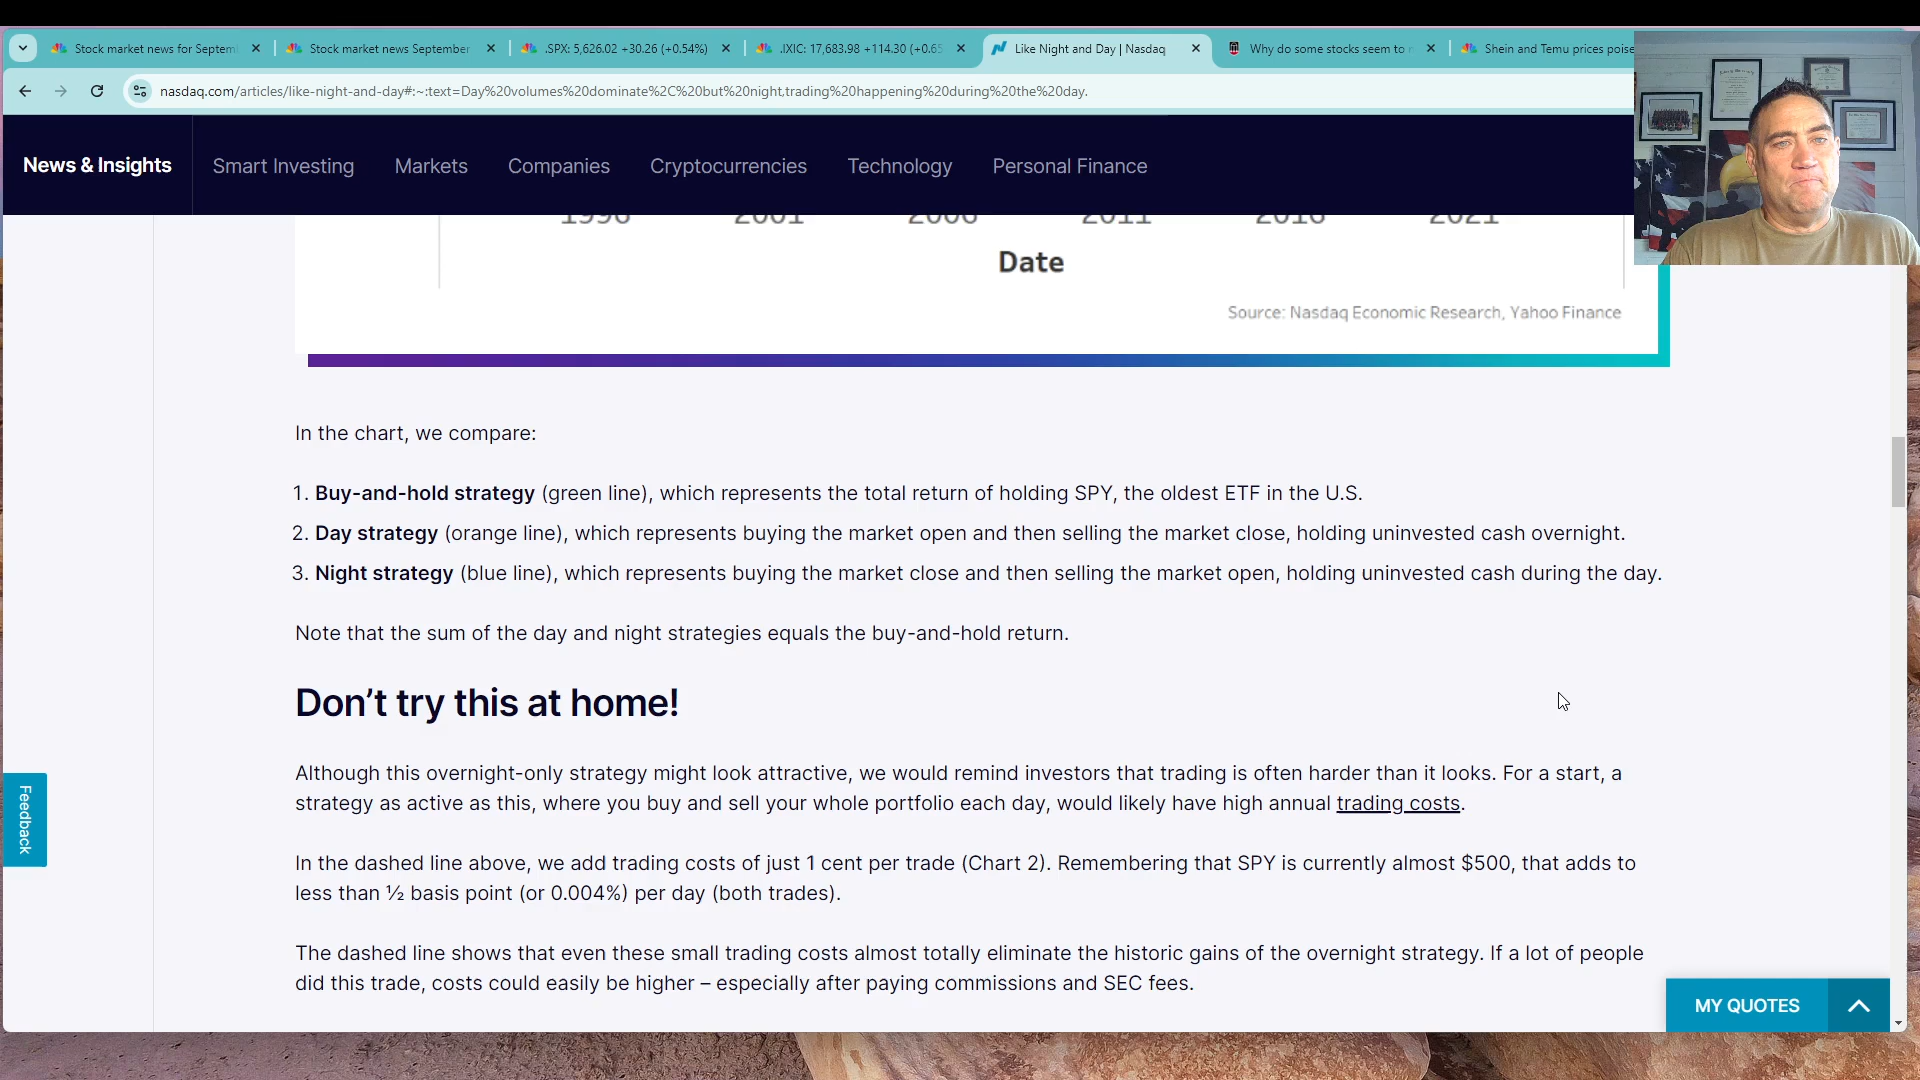 Stock market news for Septem
Stock market news September
.SPX: 5,626.02 +30.26 (+0.54%)
.IXIC: 17,683.98 +114.30 (+0.65
Like Night and Day | Nasdaq
Why do some stocks seem to
Shein and Temu prices poise
nasdaq.com/articles/like-night-and-day#:~:text=Day%20volumes%20dominate%2C%20but%20night,trading%20happening%20during%20the%20day.
News & Insights
Smart Investing
Markets
Companies
Cryptocurrencies
Technology
Personal Finance
1996 2001 2006 2011 2016 2021
Date
Source: Nasdaq Economic Research, Yahoo Finance
In the chart, we compare:
1. Buy-and-hold strategy (green line), which represents the total return of holding SPY, the oldest ETF in the U.S.
2. Day strategy (orange line), which represents buying the market open and then selling the market close, holding uninvested cash overnight.
3. Night strategy (blue line), which represents buying the market close and then selling the market open, holding uninvested cash during the day.
Note that the sum of the day and night strategies equals the buy-and-hold return.
Don’t try this at home!
Although this overnight-only strategy might look attractive, we would remind investors that trading is often harder than it looks. For a start, a
strategy as active as this, where you buy and sell your whole portfolio each day, would likely have high annual trading costs.
In the dashed line above, we add trading costs of just 1 cent per trade (Chart 2). Remembering that SPY is currently almost $500, that adds to
less than ½ basis point (or 0.004%) per day (both trades).
The dashed line shows that even these small trading costs almost totally eliminate the historic gains of the overnight strategy. If a lot of people
did this trade, costs could easily be higher – especially after paying commissions and SEC fees.
Feedback
MY QUOTES